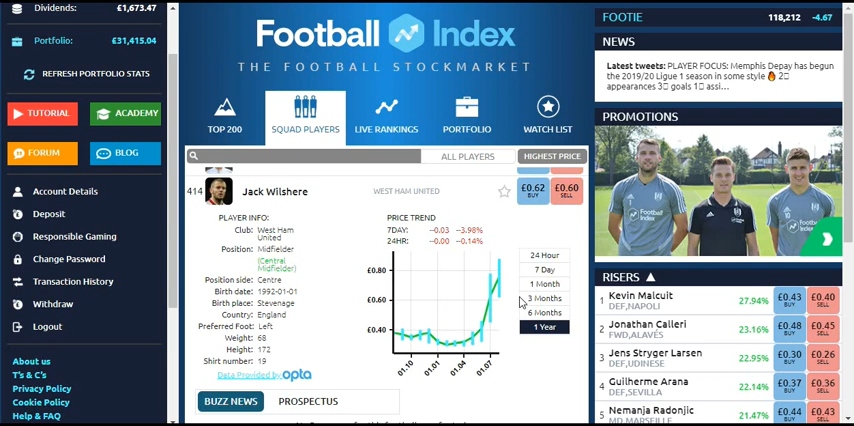 Dividends: £1,673.47
Portfolio: £31,415.04
REFRESH PORTFOLIO STATS
TUTORIAL
ACADEMY
FORUM
BLOG
Account Details
Deposit
Responsible Gaming
Change Password
Transaction History
Withdraw
Logout
About us
T's & C's
Privacy Policy
Cookie Policy
Help & FAQ
Football Index
THE FOOTBALL STOCKMARKET
TOP 200
SQUAD PLAYERS
LIVE RANKINGS
PORTFOLIO
WATCH LIST
ALL PLAYERS
HIGHEST PRICE
414 Jack Wilshere WEST HAM UNITED £0.62 BUY £0.60 SELL
PLAYER INFO:
Club: West Ham United
Position: Midfielder (Central Midfielder)
Position side: Centre
Birth date: 1992-01-01
Birth place: Stevenage
Country: England
Preferred Foot: Left
Weight: 68
Height: 172
Shirt number: 19
Data Provided by opta
PRICE TREND
7DAY: -0.03 -3.98%
24HR: -0.00 -0.14%
£0.80
£0.60
£0.40
01.10 01.01 01.04 01.07
24 Hour
7 Day
1 Month
3 Months
6 Months
1 Year
BUZZ NEWS
PROSPECTUS
FOOTIE 118,212 -4.67
NEWS
Latest tweets: PLAYER FOCUS: Memphis Depay has begun
the 2019/20 Ligue 1 season in some style 🔥 2⃣
appearances 3⃣ goals 1⃣ assi...
PROMOTIONS
Football Index
RISERS ▲
1 Kevin Malcuit 27.94% £0.43 BUY £0.40 SELL
DEF,NAPOLI
2 Jonathan Calleri 23.16% £0.48 BUY £0.45 SELL
FWD,ALAVÉS
3 Jens Stryger Larsen 22.95% £0.30 BUY £0.26 SELL
DEF,UDINESE
4 Guilherme Arana 22.14% £0.37 BUY £0.36 SELL
DEF,SEVILLA
5 Nemanja Radonjic 21.47% £0.44 BUY £0.43 SELL
MD,MARSEILLE